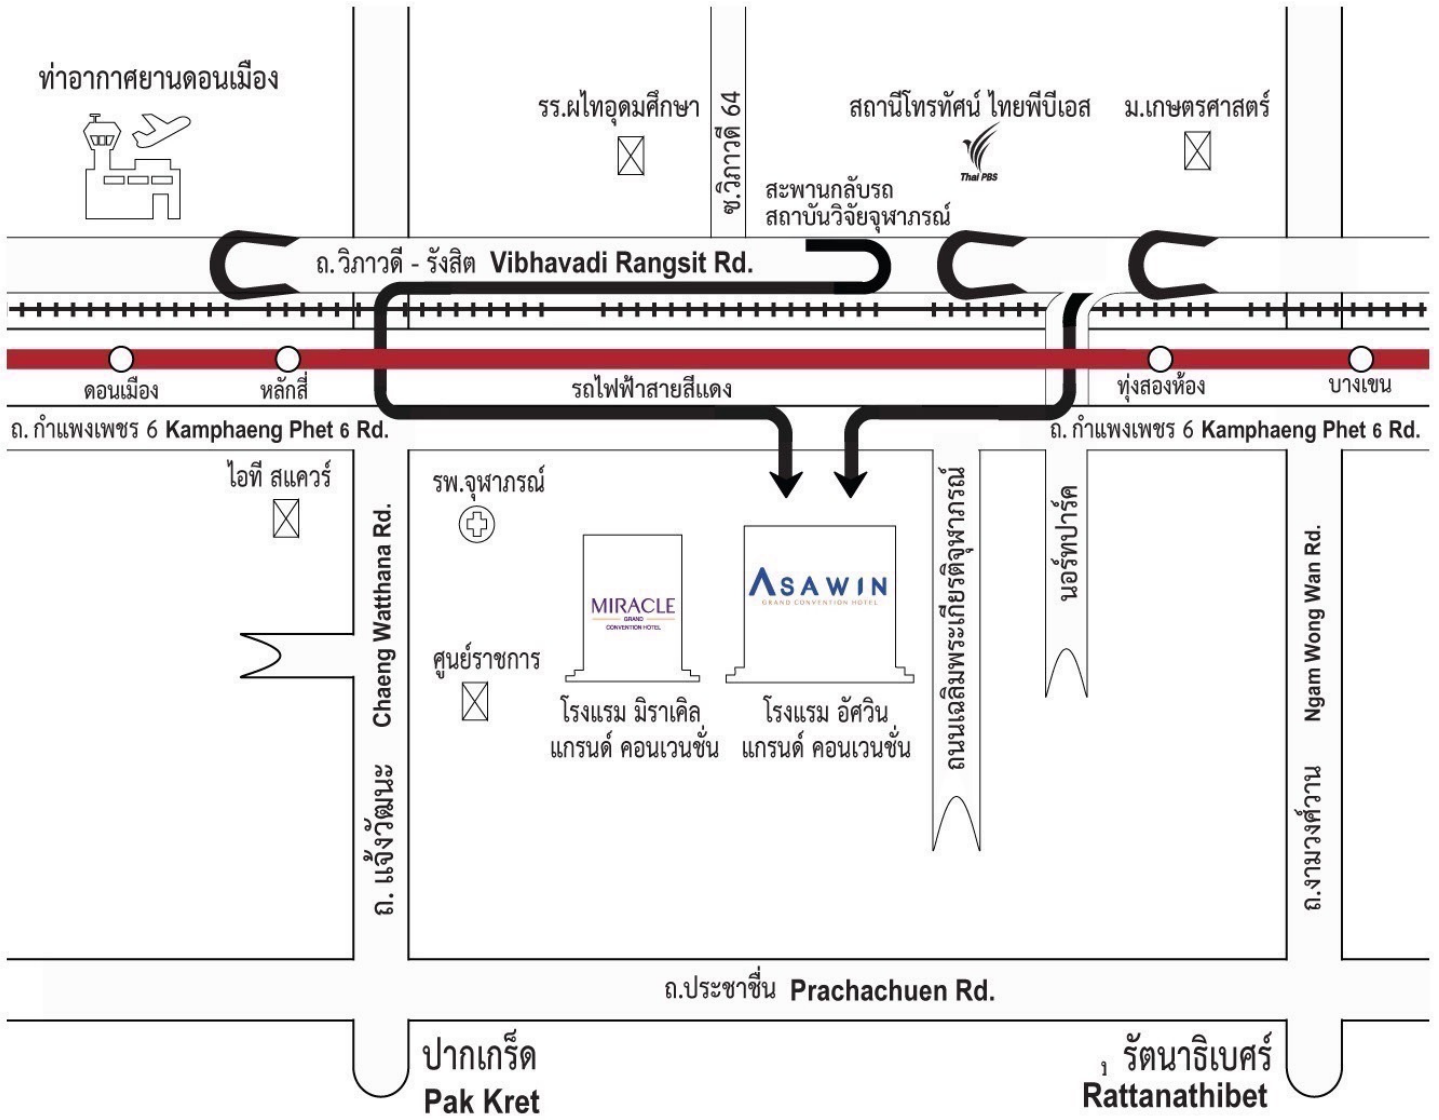 ท่าอากาศยานดอนเมือง
รร.ผไทอุดมศึกษา
ซ.วิภาวดี 64
สถานีโทรทัศน์ ไทยพีบีเอส
Thai PBS
ม.เกษตรศาสตร์
สะพานกลับรถ
สถาบันวิจัยจุฬาภรณ์
ถ.วิภาวดี - รังสิต Vibhavadi Rangsit Rd.
ดอนเมือง
หลักสี่
รถไฟฟ้าสายสีแดง
ทุ่งสองห้อง
บางเขน
ถ. กำแพงเพชร 6 Kamphaeng Phet 6 Rd.
ถ. กำแพงเพชร 6 Kamphaeng Phet 6 Rd.
ไอที สแควร์
รพ.จุฬาภรณ์
ถ. แจ้งวัฒนะ Chaeng Watthana Rd.
MIRACLE
GRAND
CONVENTION HOTEL
ASAWIN
GRAND CONVENTION HOTEL
ถนนเฉลิมพระเกียรติจุฬาภรณ์
นอร์ทปาร์ค
ถ.งามวงศ์วาน Ngam Wong Wan Rd.
ศูนย์ราชการ
โรงแรม มิราเคิล
แกรนด์ คอนเวนชั่น
โรงแรม อัศวิน
แกรนด์ คอนเวนชั่น
ถ.ประชาชื่น Prachachuen Rd.
ปากเกร็ด
Pak Kret
รัตนาธิเบศร์
Rattanathibet